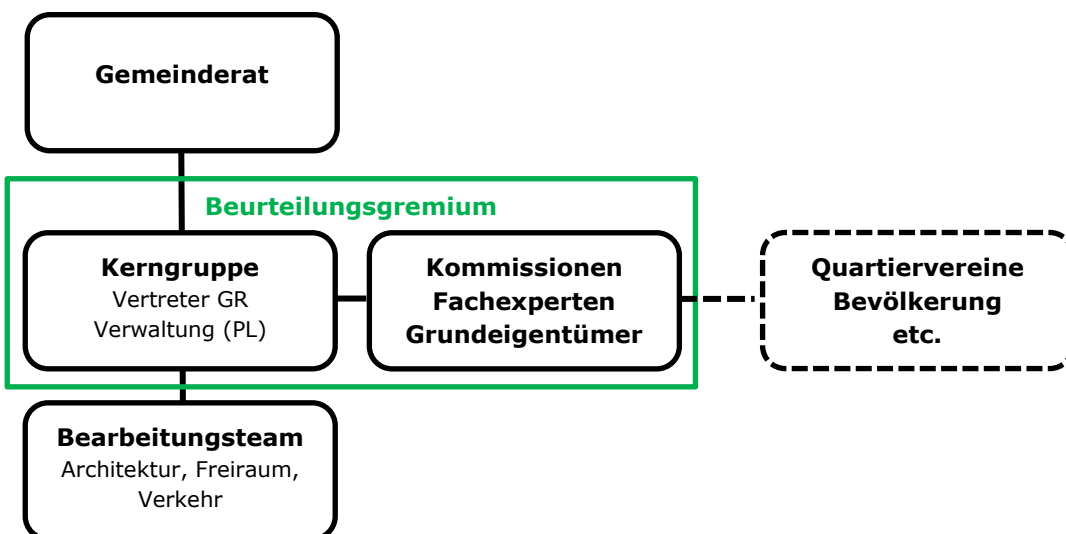 Gemeinderat
Beurteilungsgremium
Kerngruppe
Vertreter GR
Verwaltung (PL)
Kommissionen
Fachexperten
Grundeigentümer
Quartiervereine
Bevölkerung
etc.
Bearbeitungsteam
Architektur, Freiraum,
Verkehr